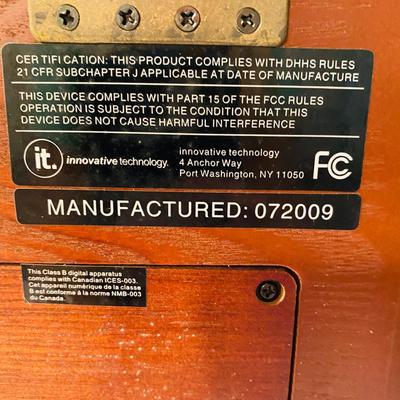 CERTIFICATION: THIS PRODUCT COMPLIES WITH DHHS RULES
21 CFR SUBCHAPTER J APPLICABLE AT DATE OF MANUFACTURE
THIS DEVICE COMPLIES WITH PART 15 OF THE FCC RULES
OPERATION IS SUBJECT TO THE CONDITION THAT THIS
DEVICE DOES NOT CAUSE HARMFUL INTERFERENCE
it. innovative technology.
innovative technology
4 Anchor Way
Port Washington, NY 11050
FC
MANUFACTURED: 072009
This Class B digital apparatus
complies with Canadian ICES-003.
Cet appareil numérique de la classe
B est conforme à la norme NMB-003
du Canada.